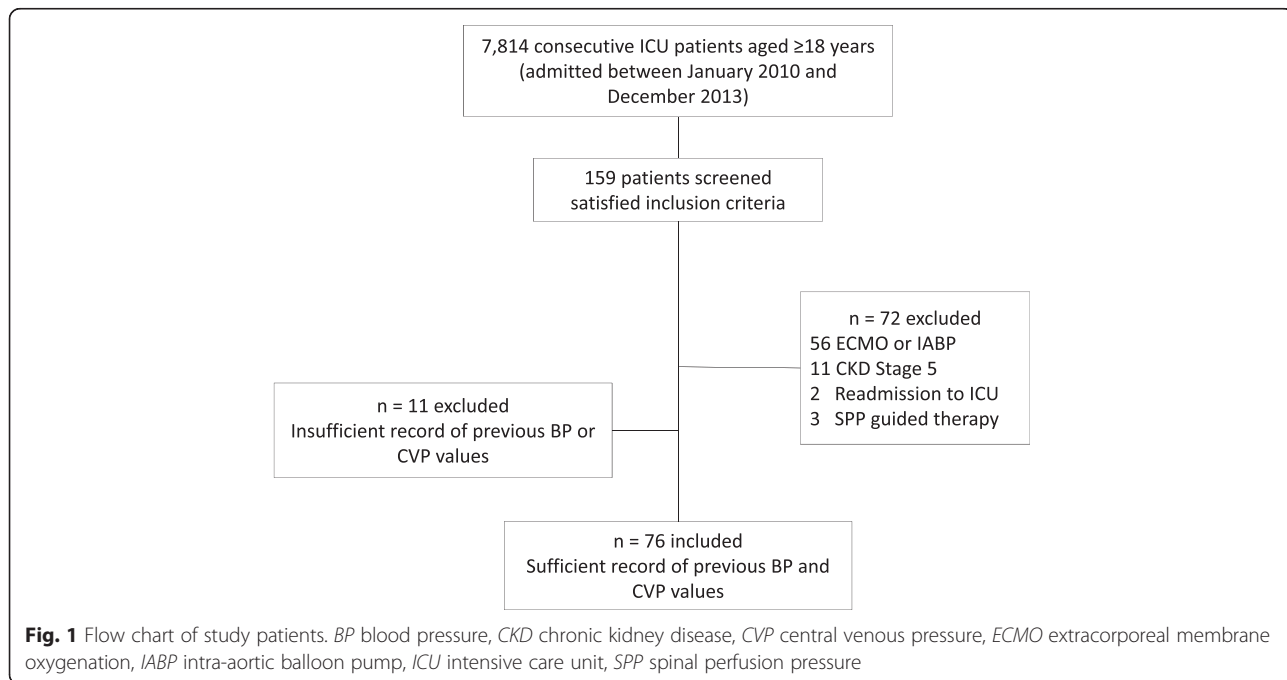 7,814 consecutive ICU patients aged ≥18 years
(admitted between January 2010 and
December 2013)
159 patients screened
satisfied inclusion criteria
n = 72 excluded
56 ECMO or IABP
11 CKD Stage 5
2 Readmission to ICU
3 SPP guided therapy
n = 11 excluded
Insufficient record of previous BP or
CVP values
n = 76 included
Sufficient record of previous BP and
CVP values
Fig. 1 Flow chart of study patients. BP blood pressure, CKD chronic kidney disease, CVP central venous pressure, ECMO extracorporeal membrane
oxygenation, IABP intra-aortic balloon pump, ICU intensive care unit, SPP spinal perfusion pressure